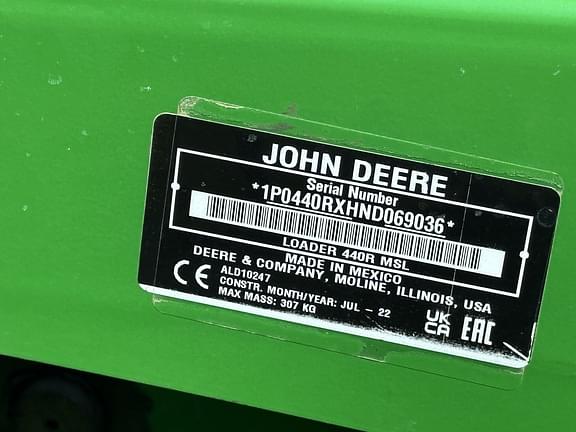 JOHN DEERE
Serial Number
*1P0440RXHND069036*
LOADER 440R MSL
MADE IN MEXICO
DEERE & COMPANY, MOLINE, ILLINOIS, USA
ALD10247
CONSTR. MONTH/YEAR: JUL - 22
MAX MASS: 307 KG
CE
UK
CA
EAC